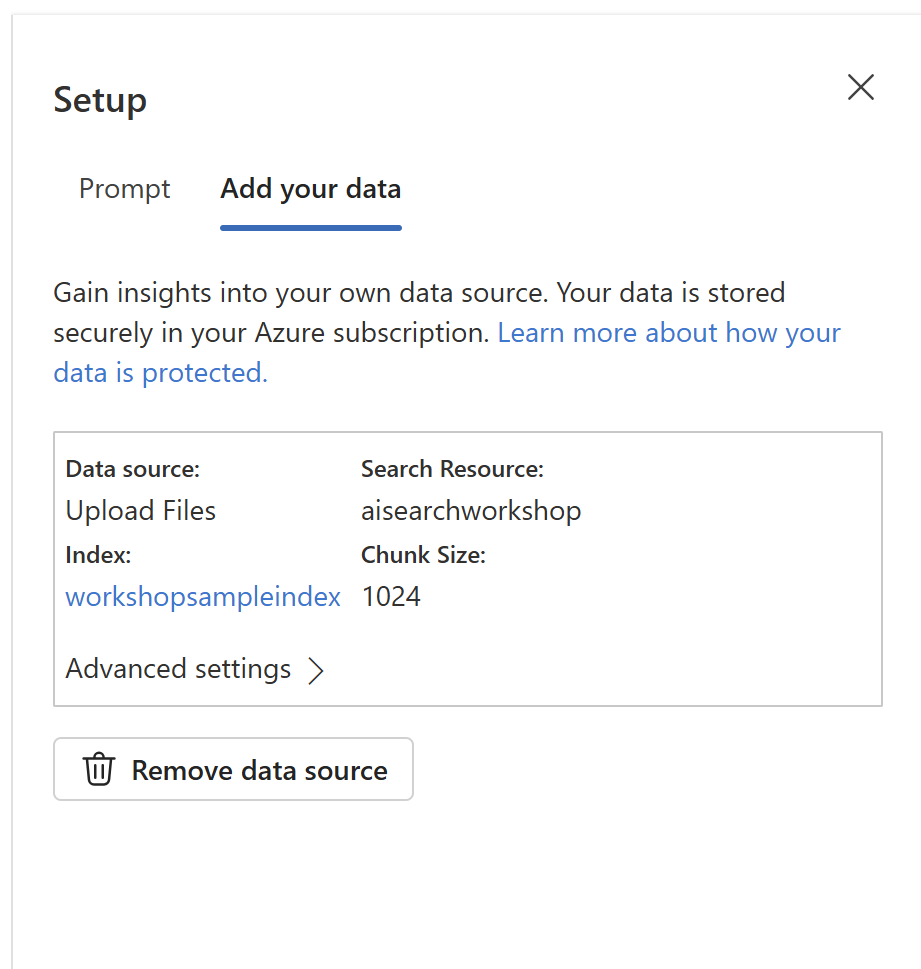 Setup
Prompt
Add your data
Gain insights into your own data source. Your data is stored
securely in your Azure subscription. Learn more about how your
data is protected.
Data source:
Search Resource:
Upload Files
aisearchworkshop
Index:
Chunk Size:
workshopsampleindex
1024
Advanced settings
Remove data source